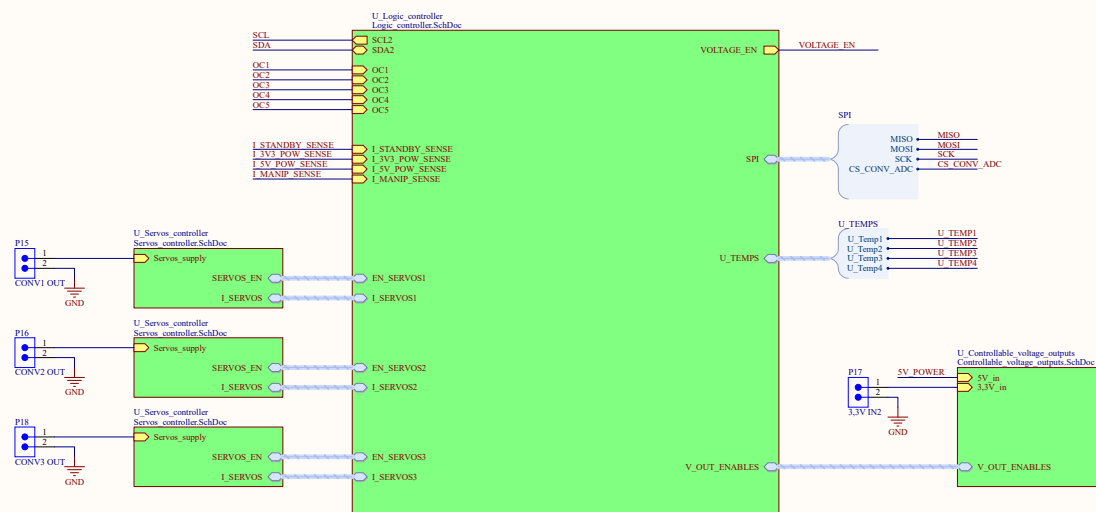 U_Logic_controller
Logic_controller.SchDoc
SCL
SCL2
SDA
SDA2
VOLTAGE_EN
VOLTAGE_EN
OC1
OC1
OC2
OC2
OC3
OC3
OC4
OC4
OC5
OC5
SPI
MISO
MISO
MOSI
MOSI
SCK
SCK
CS_CONV_ADC
CS_CONV_ADC
SPI
I_STANDBY_SENSE
I_STANDBY_SENSE
I_3V3_POW_SENSE
I_3V3_POW_SENSE
I_5V_POW_SENSE
I_5V_POW_SENSE
I_MANIP_SENSE
I_MANIP_SENSE
U_TEMPS
U_Temp1
U_TEMP1
U_Temp2
U_TEMP2
U_Temp3
U_TEMP3
U_Temp4
U_TEMP4
U_TEMPS
P15
1
2
CONV1 OUT
GND
U_Servos_controller
Servos_controller.SchDoc
Servos_supply
SERVOS_EN
EN_SERVOS1
I_SERVOS
I_SERVOS1
P16
1
2
CONV2 OUT
GND
U_Servos_controller
Servos_controller.SchDoc
Servos_supply
SERVOS_EN
EN_SERVOS2
I_SERVOS
I_SERVOS2
P18
1
2
CONV3 OUT
GND
U_Servos_controller
Servos_controller.SchDoc
Servos_supply
SERVOS_EN
EN_SERVOS3
I_SERVOS
I_SERVOS3
U_Controllable_voltage_outputs
Controllable_voltage_outputs.SchDoc
P17
1
2
3,3V IN2
GND
5V_POWER
5V_in
3,3V_in
V_OUT_ENABLES
V_OUT_ENABLES